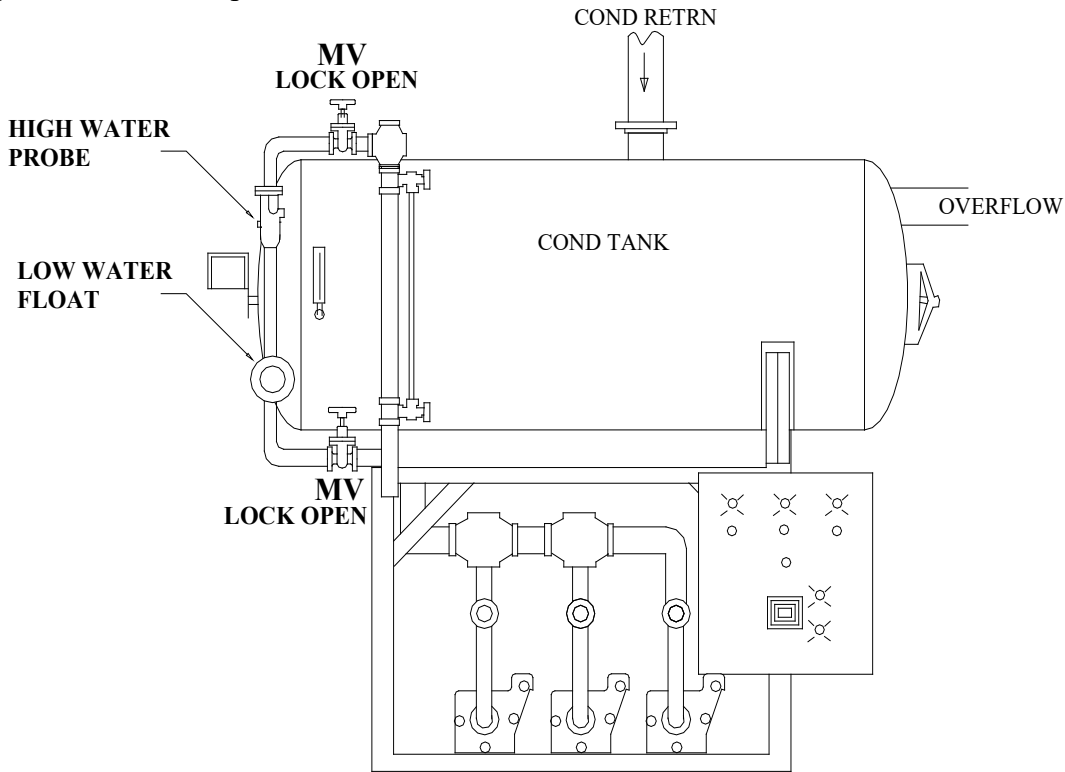 COND RETRN
MV
LOCK OPEN
HIGH WATER
PROBE
OVERFLOW
COND TANK
LOW WATER
FLOAT
MV
LOCK OPEN